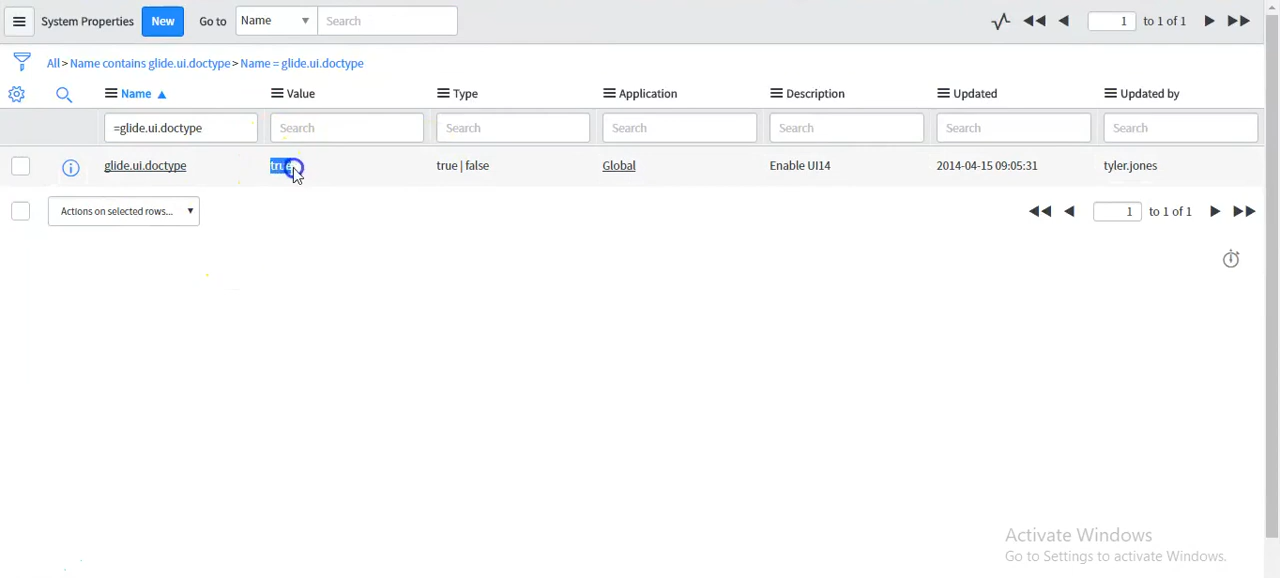 System Properties New Go to Name Search 1 to 1 of 1
All > Name contains glide.ui.doctype > Name = glide.ui.doctype
Name Value Type Application Description Updated Updated by
=glide.ui.doctype Search Search Search Search Search Search
glide.ui.doctype true true | false Global Enable UI14 2014-04-15 09:05:31 tyler.jones
Actions on selected rows... 1 to 1 of 1
Activate Windows
Go to Settings to activate Windows.